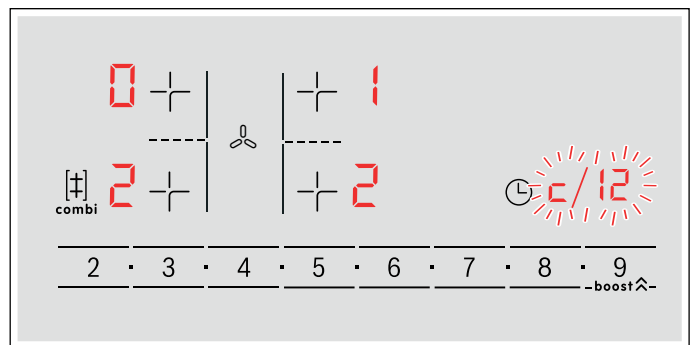 0 1
combi 2 2 c/12
2 · 3 · 4 · 5 · 6 · 7 · 8 · 9
boost